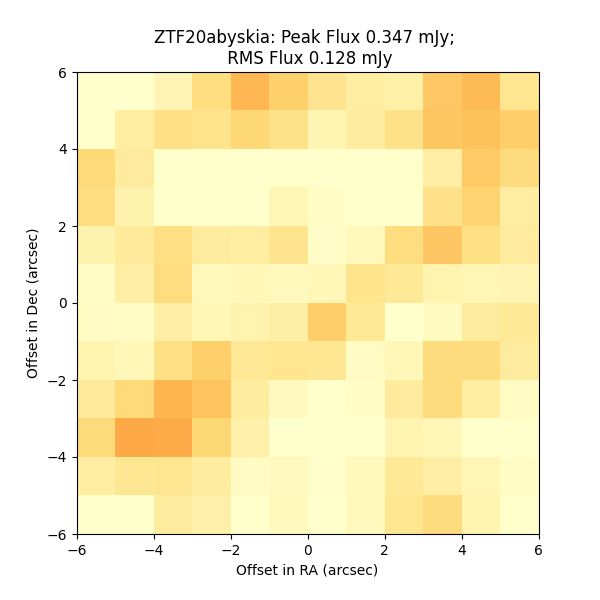 ZTF20abyskia: Peak Flux 0.347 mJy;
RMS Flux 0.128 mJy
6
4
2
0
−2
−4
−6
Offset in Dec (arcsec)
−6 −4 −2 0 2 4 6
Offset in RA (arcsec)